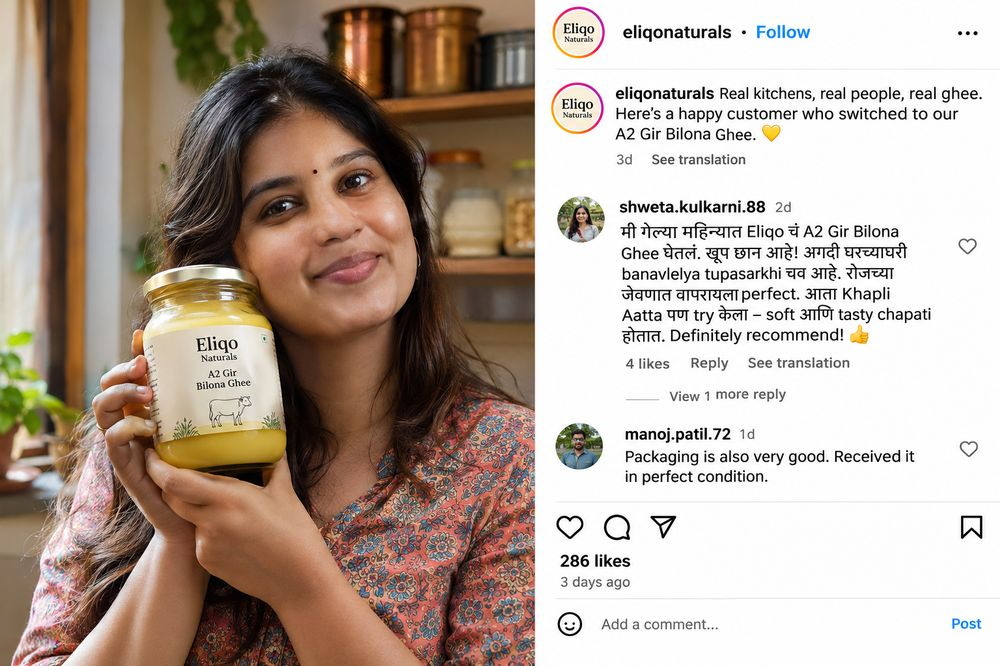 Eliqo
Naturals
A2 Gir
Bilona Ghee
Eliqo
Naturals
eliqonaturals • Follow
Eliqo
Naturals
eliqonaturals Real kitchens, real people, real ghee.
Here's a happy customer who switched to our
A2 Gir Bilona Ghee. 💛
3d See translation
shweta.kulkarni.88 2d
मी गेल्या महिन्यात Eliqo चं A2 Gir Bilona
Ghee घेतलं. खूप छान आहे! अगदी घरच्याघरी
banavlelya tupasarkhi चव आहे. रोजच्या
जेवणात वापरायला perfect. आता Khapli
Aatta पण try केला – soft आणि tasty chapati
होतात. Definitely recommend! 👍
4 likes Reply See translation
View 1 more reply
manoj.patil.72 1d
Packaging is also very good. Received it
in perfect condition.
286 likes
3 days ago
Add a comment... Post